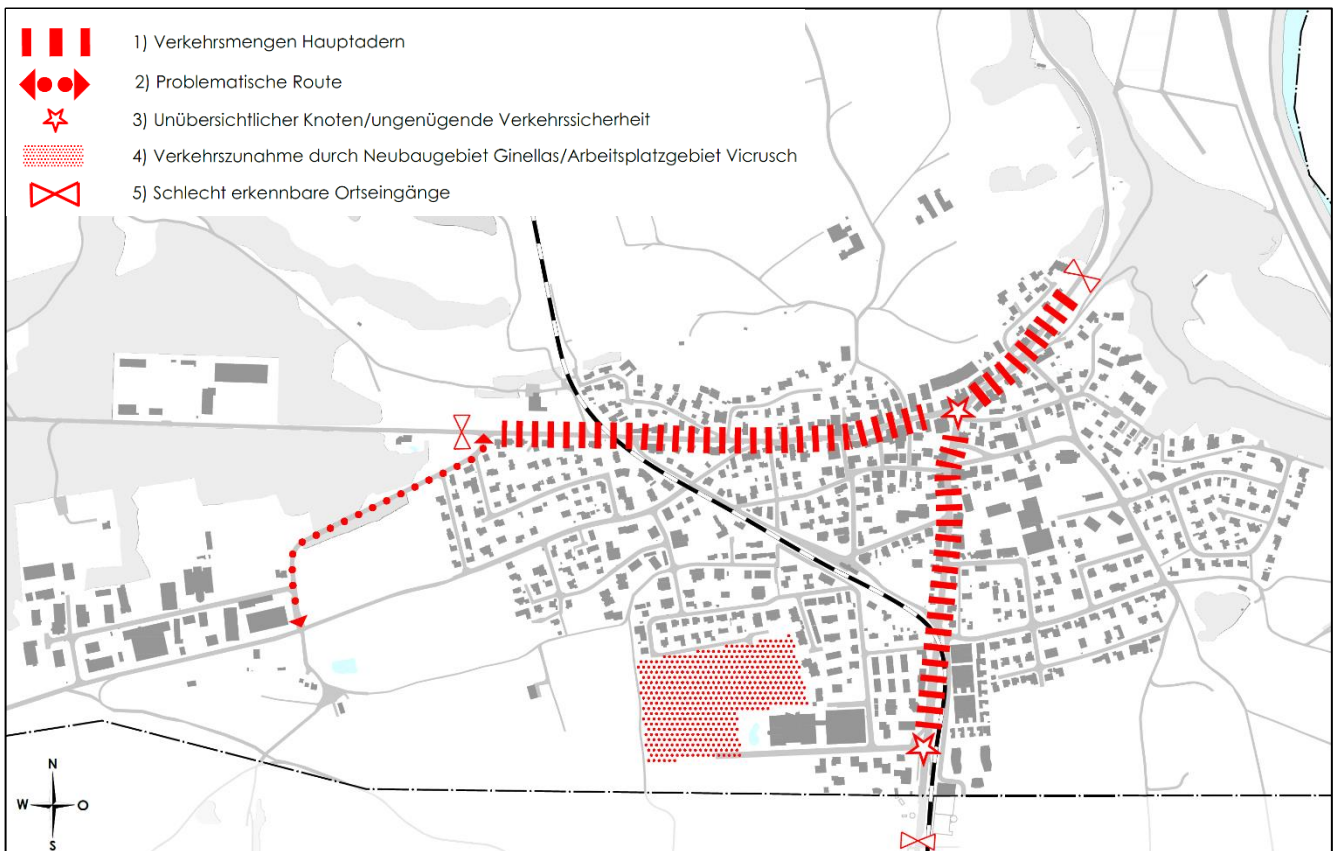 1) Verkehrsmengen Hauptadern
2) Problematische Route
3) Unübersichtlicher Knoten/ungenügende Verkehrssicherheit
4) Verkehrszunahme durch Neubaugebiet Ginellas/Arbeitsplatzgebiet Vicrusch
5) Schlecht erkennbare Ortseingänge
N
W O
S